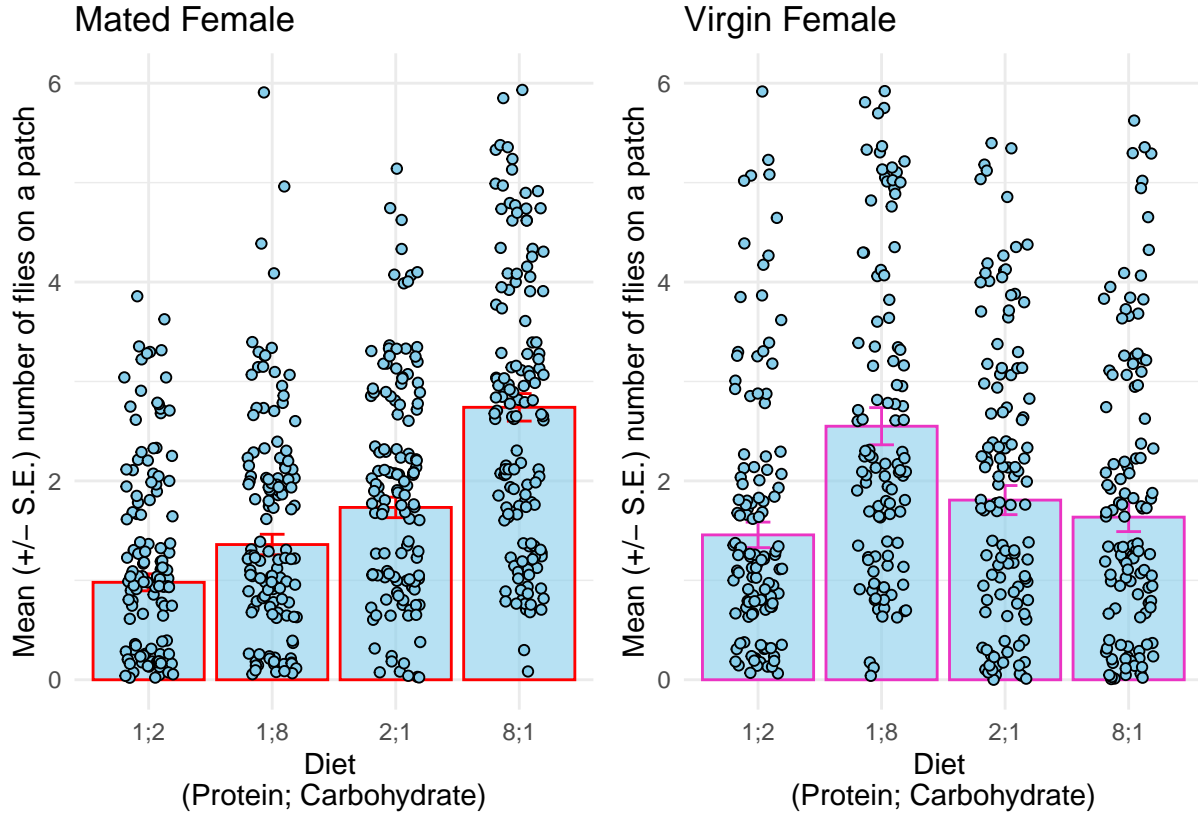 Mated Female
Mean (+/− S.E.) number of flies on a patch
6
4
2
0
1;2 1;8 2;1 8;1
Diet
(Protein; Carbohydrate)
Virgin Female
Mean (+/− S.E.) number of flies on a patch
6
4
2
0
1;2 1;8 2;1 8;1
Diet
(Protein; Carbohydrate)